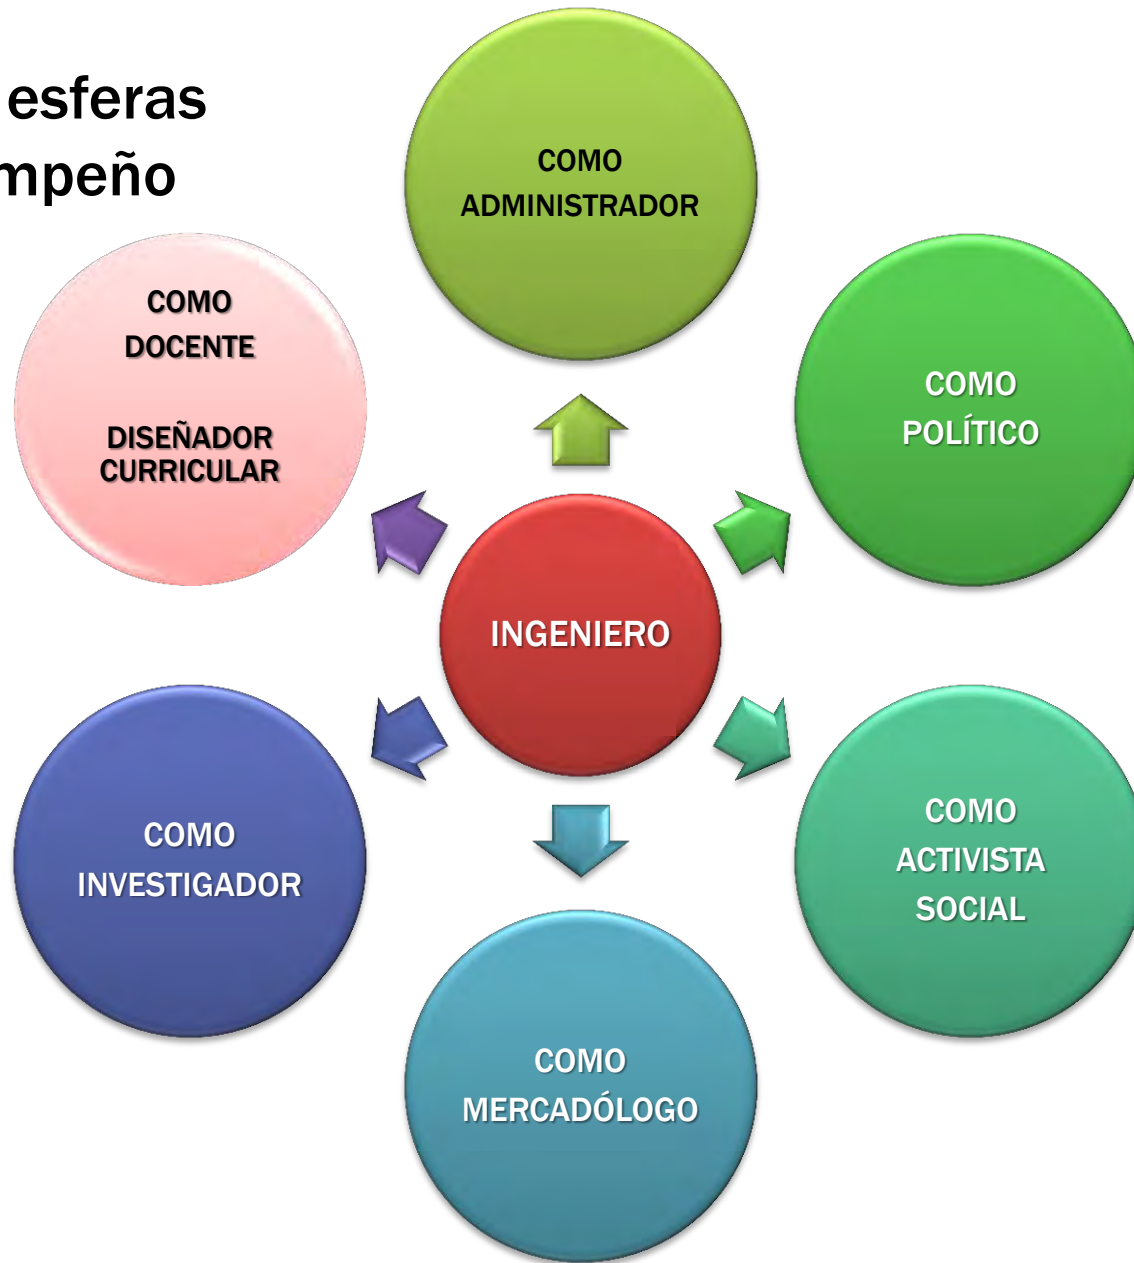 esferas
mpeño
COMO
ADMINISTRADOR
COMO
POLÍTICO
COMO
ACTIVISTA
SOCIAL
COMO
MERCADÓLOGO
COMO
INVESTIGADOR
COMO
DOCENTE
DISEÑADOR
CURRICULAR
INGENIERO